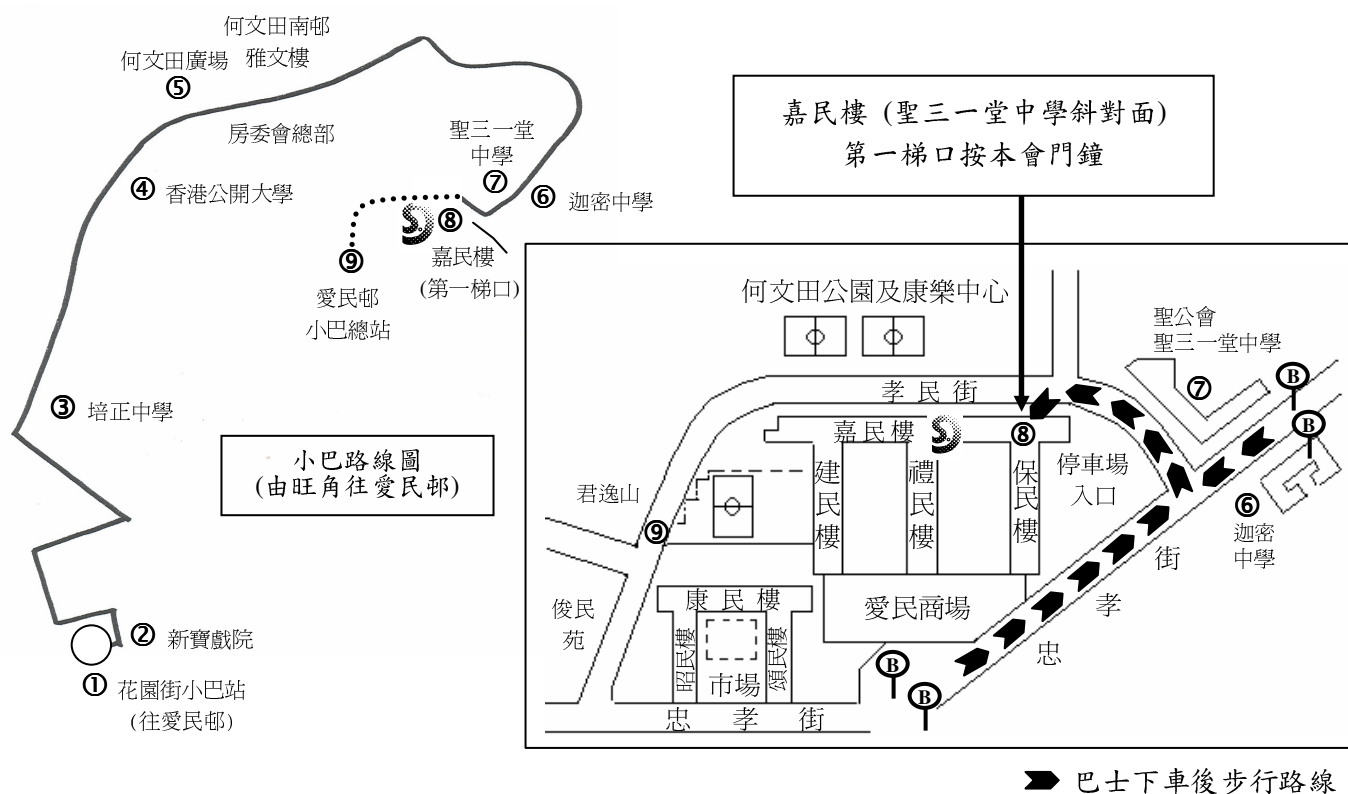 何文田南邨
雅文樓
何文田廣場
⑤
房委會總部
④ 香港公開大學
聖三一堂
中學
⑦
⑥ 迦密中學
⑧
嘉民樓
(第一梯口)
⑨
愛民邨
小巴總站
③ 培正中學
小巴路線圖
(由旺角往愛民邨)
② 新寶戲院
① 花園街小巴站
(往愛民邨)
嘉民樓 (聖三一堂中學斜對面)
第一梯口按本會門鐘
何文田公園及康樂中心
聖公會
聖三一堂中學
⑦
B
B
孝民街
嘉民樓
⑧
建民樓
禮民樓
保民樓
停車場
入口
⑥
迦密
中學
君逸山
⑨
俊民
苑
康民樓
昭民樓
市場
頌民樓
愛民商場
忠孝街
忠孝街
B
B
巴士下車後步行路線